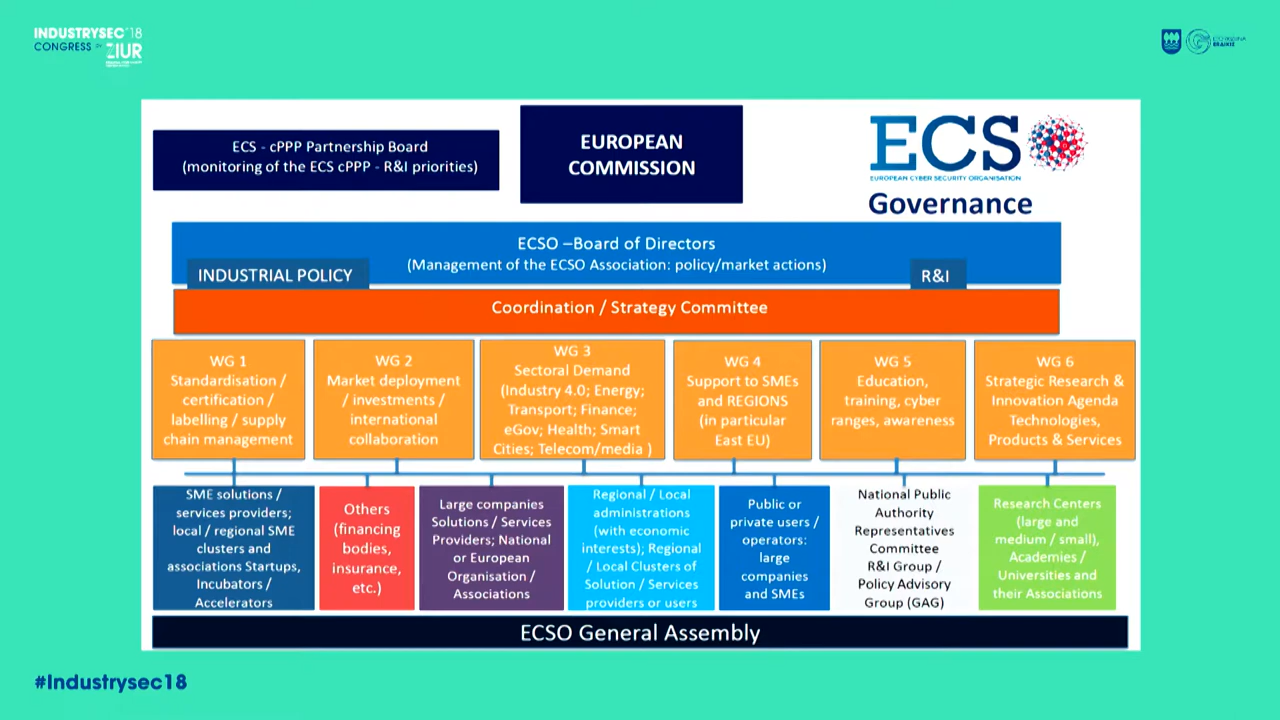 INDUSTRYSEC'18
CONGRESS BY ZIUR
ECS - cPPP Partnership Board
(monitoring of the ECS cPPP - R&I priorities)
EUROPEAN
COMMISSION
ECS
EUROPEAN CYBER SECURITY ORGANISATION
Governance
ECSO –Board of Directors
(Management of the ECSO Association: policy/market actions)
INDUSTRIAL POLICY
R&I
Coordination / Strategy Committee
WG 1
Standardisation /
certification /
labelling / supply
chain management
WG 2
Market deployment
/ investments /
international
collaboration
WG 3
Sectoral Demand
(Industry 4.0; Energy;
Transport; Finance;
eGov; Health; Smart
Cities; Telecom/media )
WG 4
Support to SMEs
and REGIONS
(in particular
East EU)
WG 5
Education,
training, cyber
ranges, awareness
WG 6
Strategic Research &
Innovation Agenda
Technologies,
Products & Services
SME solutions /
services providers;
local / regional SME
clusters and
associations Startups,
Incubators /
Accelerators
Others
(financing
bodies,
insurance,
etc.)
Large companies
Solutions / Services
Providers; National
or European
Organisation /
Associations
Regional / Local
administrations
(with economic
interests); Regional
/ Local Clusters of
Solution / Services
providers or users
Public or
private users /
operators:
large
companies
and SMEs
National Public
Authority
Representatives
Committee
R&I Group /
Policy Advisory
Group (GAG)
Research Centers
(large and
medium / small),
Academies /
Universities and
their Associations
ECSO General Assembly
#Industrysec18